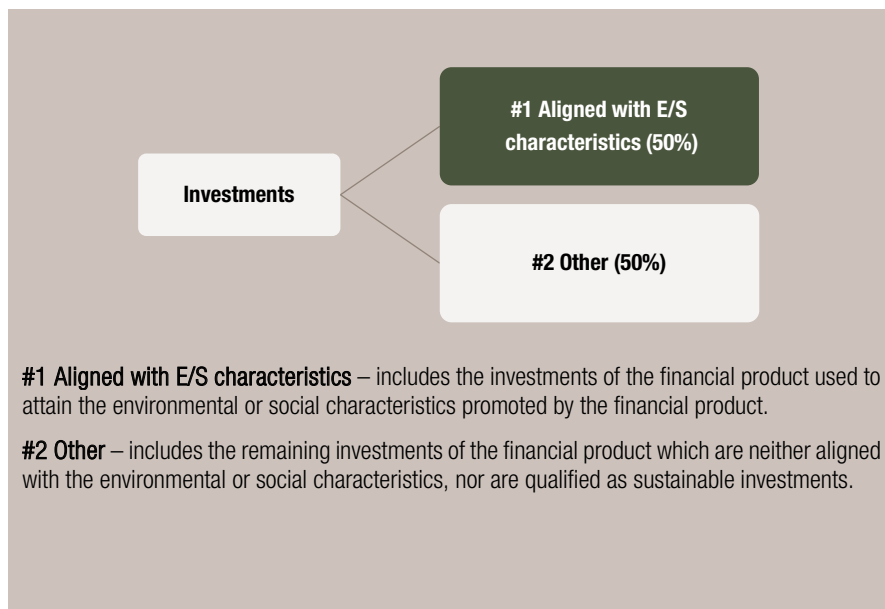 #1 Aligned with E/S
characteristics (50%)
Investments
#2 Other (50%)
#1 Aligned with E/S characteristics – includes the investments of the financial product used to
attain the environmental or social characteristics promoted by the financial product.
#2 Other – includes the remaining investments of the financial product which are neither aligned
with the environmental or social characteristics, nor are qualified as sustainable investments.